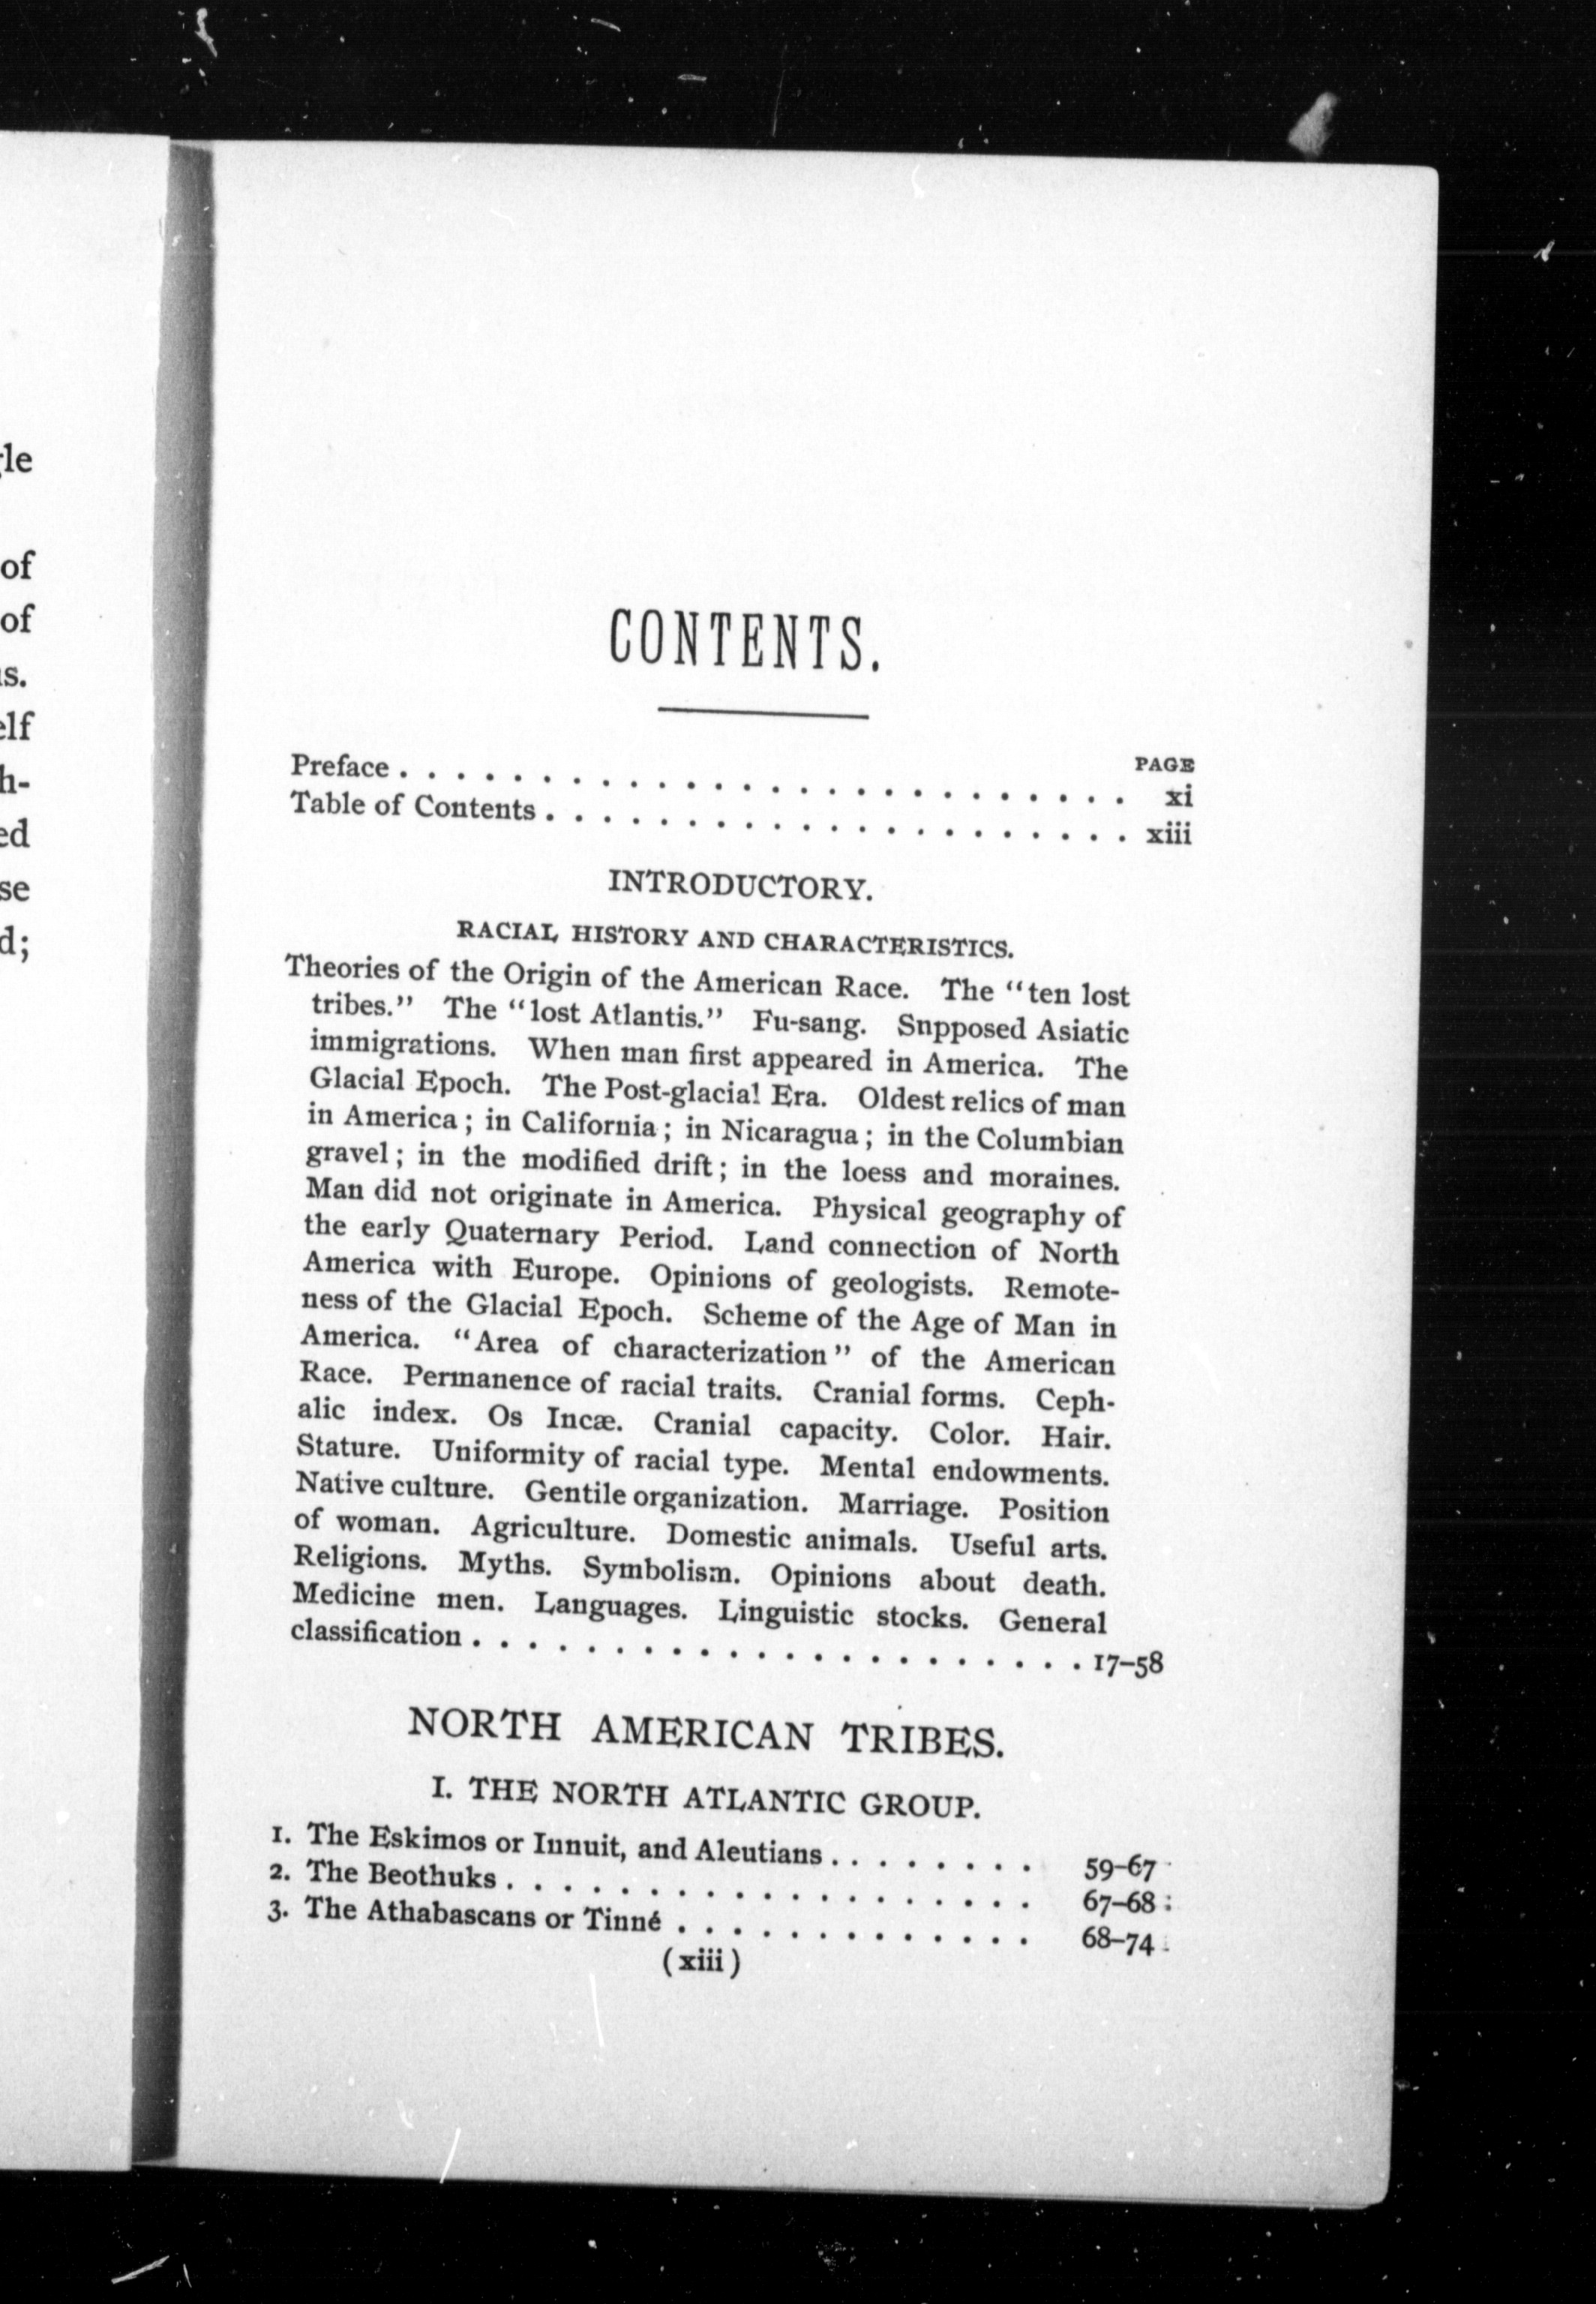 gle
of
of
us.
elf
h-
ed
se
d;
CONTENTS.
PAGE
Preface . . . . . . . . . . . . . . . . . . . . . . . . . . xi
Table of Contents . . . . . . . . . . . . . . . . . . . . . xiii
INTRODUCTORY.
RACIAL HISTORY AND CHARACTERISTICS.
Theories of the Origin of the American Race. The “ten lost
tribes.” The “lost Atlantis.” Fu-sang. Snpposed Asiatic
immigrations. When man first appeared in America. The
Glacial Epoch. The Post-glacial Era. Oldest relics of man
in America; in California; in Nicaragua; in the Columbian
gravel; in the modified drift; in the loess and moraines.
Man did not originate in America. Physical geography of
the early Quaternary Period. Land connection of North
America with Europe. Opinions of geologists. Remote-
ness of the Glacial Epoch. Scheme of the Age of Man in
America. “Area of characterization” of the American
Race. Permanence of racial traits. Cranial forms. Ceph-
alic index. Os Incæ. Cranial capacity. Color. Hair.
Stature. Uniformity of racial type. Mental endowments.
Native culture. Gentile organization. Marriage. Position
of woman. Agriculture. Domestic animals. Useful arts.
Religions. Myths. Symbolism. Opinions about death.
Medicine men. Languages. Linguistic stocks. General
classification . . . . . . . . . . . . . . . . . . . . . . 17–58
NORTH AMERICAN TRIBES.
I. THE NORTH ATLANTIC GROUP.
1. The Eskimos or Innuit, and Aleutians . . . . . . . . 59–67
2. The Beothuks . . . . . . . . . . . . . . . . . . . 67–68
3. The Athabascans or Tinné . . . . . . . . . . . . . 68–74
(xiii)